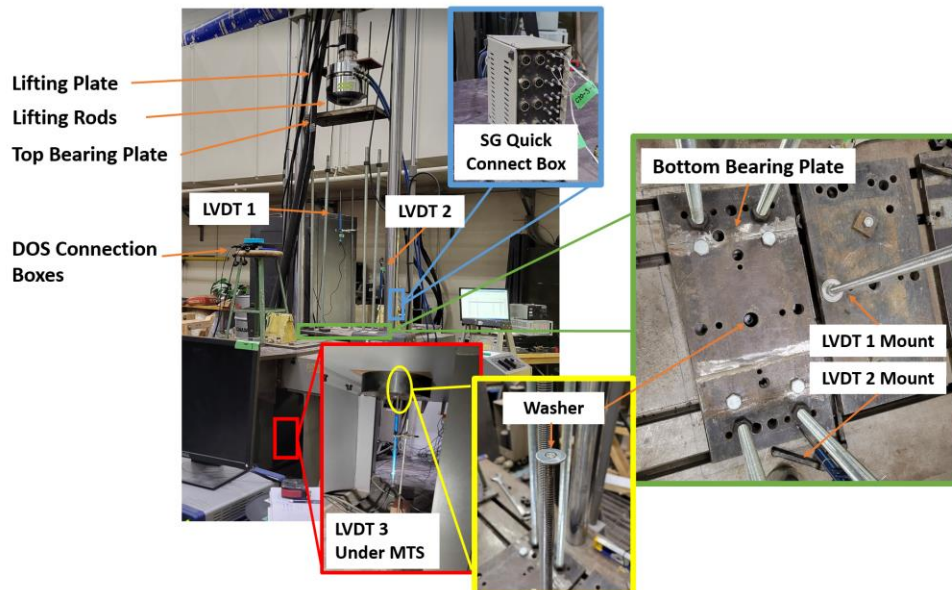 Lifting Plate
Lifting Rods
Top Bearing Plate
DOS Connection
Boxes
LVDT 1
LVDT 2
SG Quick
Connect Box
Bottom Bearing Plate
LVDT 1 Mount
LVDT 2 Mount
Washer
LVDT 3
Under MTS